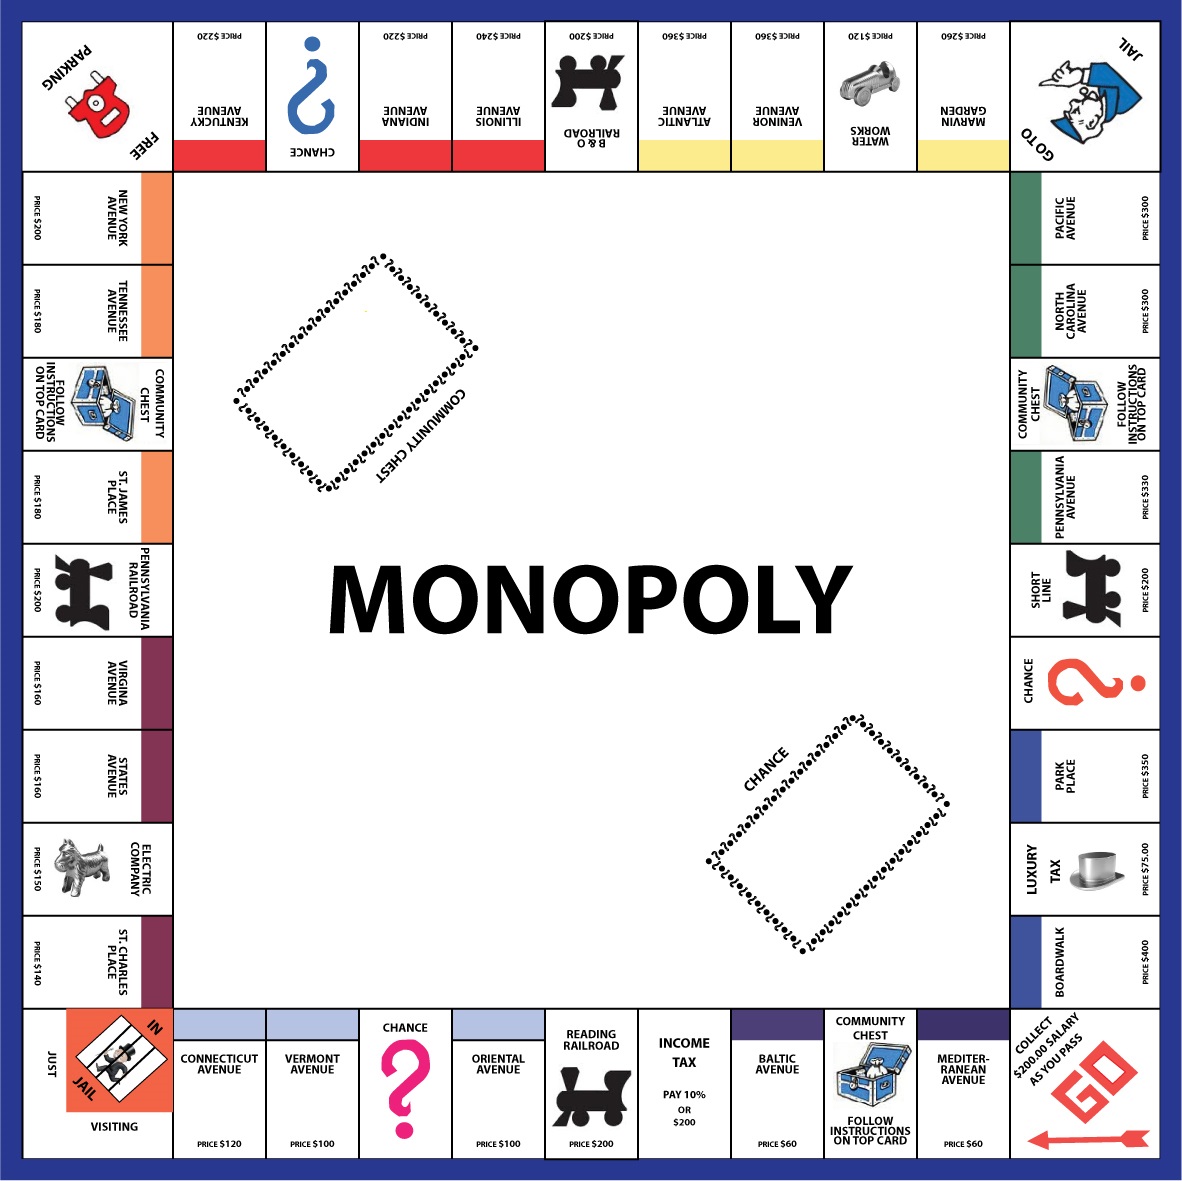 FREE
PARKING
KENTUCKY
AVENUE
PRICE $220
CHANCE
INDIANA
AVENUE
PRICE $220
ILLINOIS
AVENUE
PRICE $240
B & O
RAILROAD
PRICE $200
ATLANTIC
AVENUE
PRICE $360
VENINOR
AVENUE
PRICE $360
WATER
WORKS
PRICE $120
MARVIN
GARDEN
PRICE $260
GO TO
JAIL
NEW YORK
AVENUE
PRICE $200
TENNESSEE
AVENUE
PRICE $180
COMMUNITY
CHEST
FOLLOW
INSTRUCTIONS
ON TOP CARD
ST. JAMES
PLACE
PRICE $180
PENNSYLVANIA
RAILROAD
PRICE $200
VIRGINA
AVENUE
PRICE $160
STATES
AVENUE
PRICE $160
ELECTRIC
COMPANY
PRICE $150
ST. CHARLES
PLACE
PRICE $140
COMMUNITY CHEST
MONOPOLY
CHANCE
PACIFIC
AVENUE
PRICE $300
NORTH
CAROLINA
AVENUE
PRICE $300
COMMUNITY
CHEST
FOLLOW
INSTRUCTIONS
ON TOP CARD
PENNSYLVANIA
AVENUE
PRICE $330
SHORT
LINE
PRICE $200
CHANCE
PARK
PLACE
PRICE $350
LUXURY
TAX
PRICE $75.00
BOARDWALK
PRICE $400
JUST
VISITING
IN
JAIL
CONNECTICUT
AVENUE
PRICE $120
VERMONT
AVENUE
PRICE $100
CHANCE
ORIENTAL
AVENUE
PRICE $100
READING
RAILROAD
PRICE $200
INCOME
TAX
PAY 10%
OR
$200
BALTIC
AVENUE
PRICE $60
COMMUNITY
CHEST
FOLLOW
INSTRUCTIONS
ON TOP CARD
MEDITER-
RANEAN
AVENUE
PRICE $60
COLLECT
$200.00 SALARY
AS YOU PASS
GO